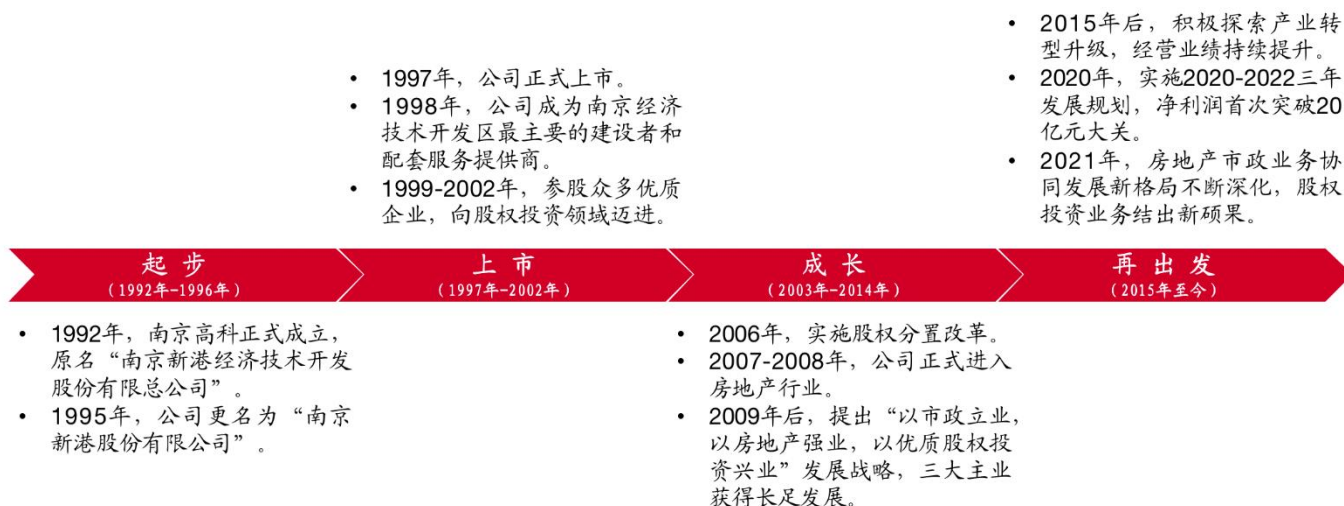 • 2015年后，积极探索产业转
型升级，经营业绩持续提升。
• 2020年，实施2020-2022三年
发展规划，净利润首次突破20
亿元大关。
• 2021年，房地产市政业务协
同发展新格局不断深化，股权
投资业务结出新硕果。
• 1997年，公司正式上市。
• 1998年，公司成为南京经济
技术开发区最主要的建设者和
配套服务提供商。
• 1999-2002年，参股众多优质
企业，向股权投资领域迈进。
起 步
（1992年-1996年）
上 市
（1997年-2002年）
成 长
（2003年-2014年）
再 出 发
（2015年至今）
• 1992年，南京高科正式成立，
原名“南京新港经济技术开发
股份有限总公司”。
• 1995年，公司更名为“南京
新港股份有限公司”。
• 2006年，实施股权分置改革。
• 2007-2008年，公司正式进入
房地产行业。
• 2009年后，提出“以市政立业，
以房地产强业，以优质股权投
资兴业”发展战略，三大主业
获得长足发展。